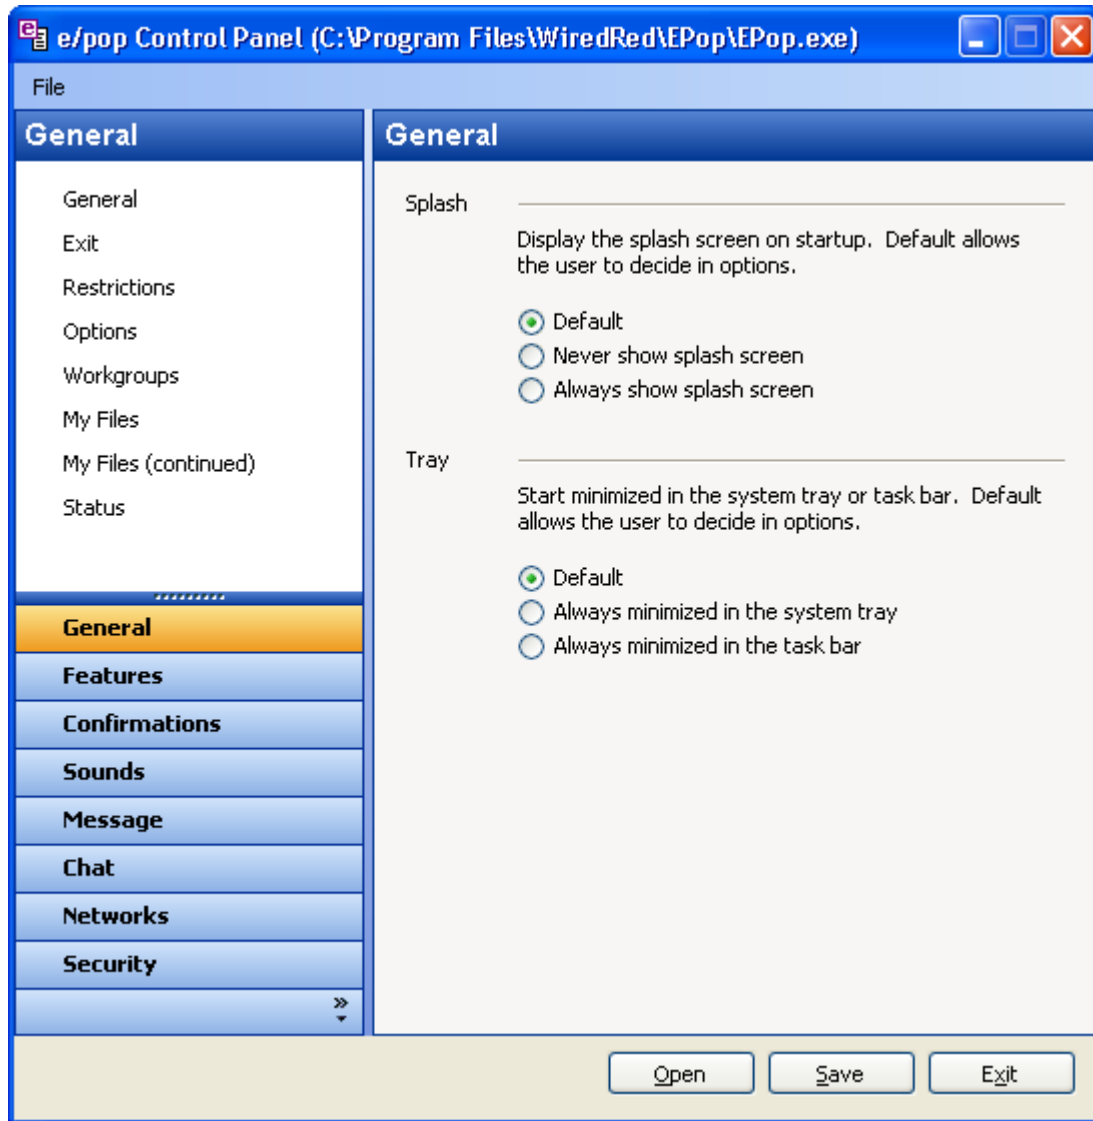 e/pop Control Panel (C:\Program Files\WiredRed\EPop\EPop.exe)
File
General
General
Exit
Restrictions
Options
Workgroups
My Files
My Files (continued)
Status
General
Features
Confirmations
Sounds
Message
Chat
Networks
Security
General
Splash
Display the splash screen on startup.  Default allows
the user to decide in options.
Default
Never show splash screen
Always show splash screen
Tray
Start minimized in the system tray or task bar.  Default
allows the user to decide in options.
Default
Always minimized in the system tray
Always minimized in the task bar
Open
Save
Exit